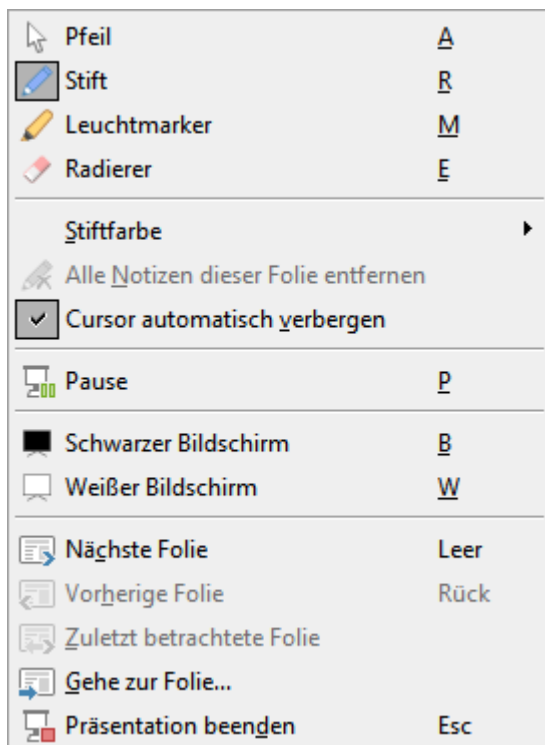 Pfeil A
Stift R
Leuchtmarker M
Radierer E
Stiftfarbe
Alle Notizen dieser Folie entfernen
Cursor automatisch verbergen
Pause P
Schwarzer Bildschirm B
Weißer Bildschirm W
Nächste Folie Leer
Vorherige Folie Rück
Zuletzt betrachtete Folie
Gehe zur Folie...
Präsentation beenden Esc